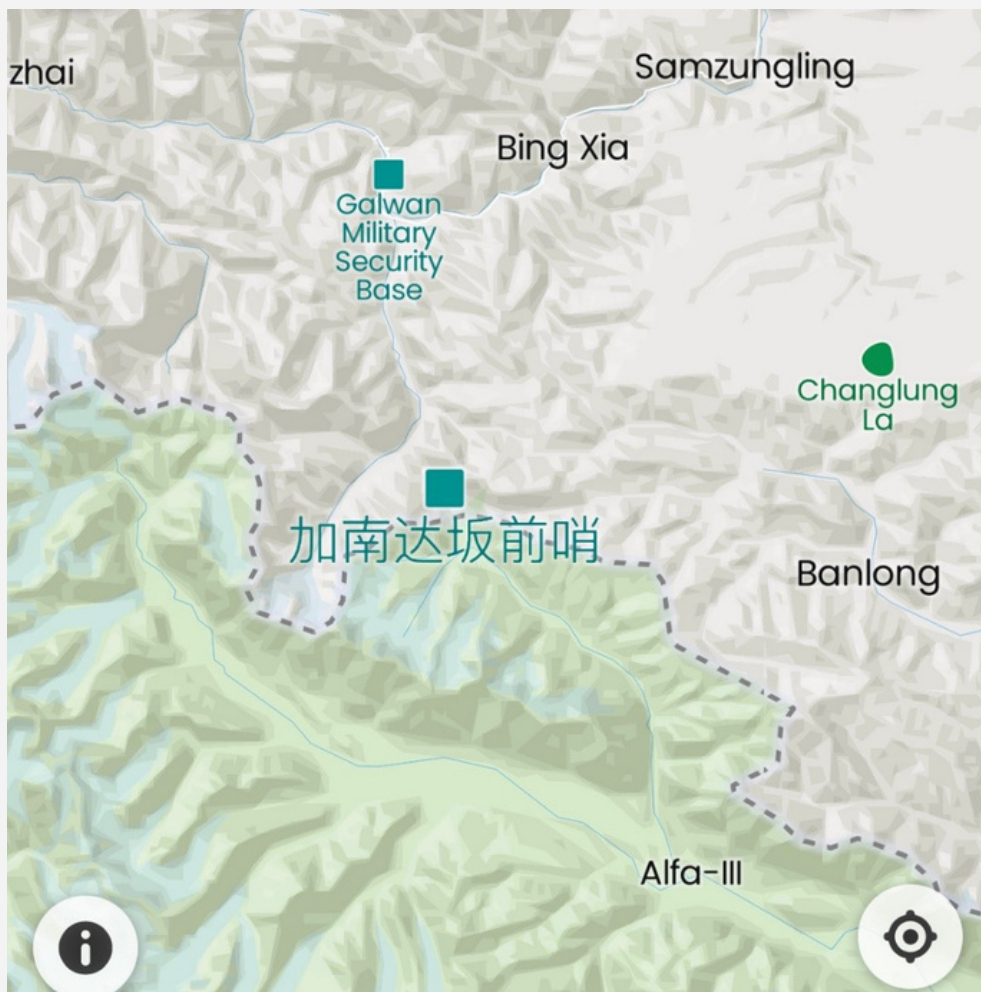 zhai
Samzungling
Bing Xia
Galwan
Military
Security
Base
Changlung
La
加南达坂前哨
Banlong
Alfa-III